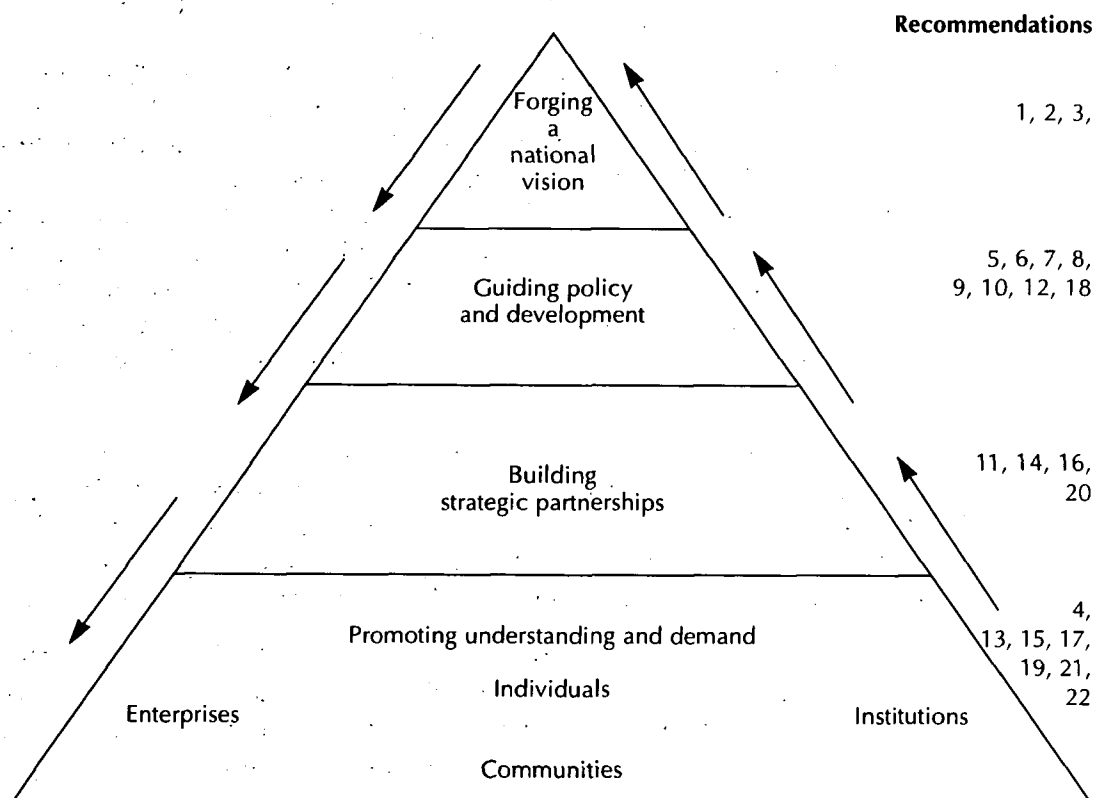 Recommendations
Forging
a
national
vision
1, 2, 3,
Guiding policy
and development
5, 6, 7, 8,
9, 10, 12, 18
Building
strategic partnerships
11, 14, 16,
20
Promoting understanding and demand
4,
13, 15, 17,
19, 21,
22
Individuals
Enterprises
Institutions
Communities